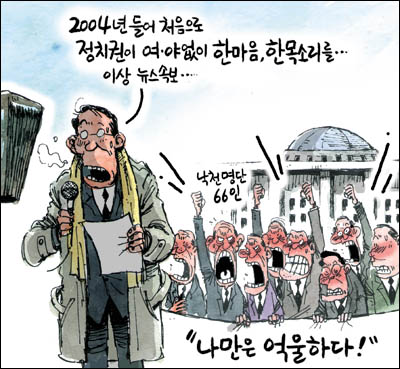 2004년 들어 처음으로
정치권이 여·야없이 한마음, 한목소리를…
이상 뉴스속보…
낙천명단
66인
"나만은 억울하다!"